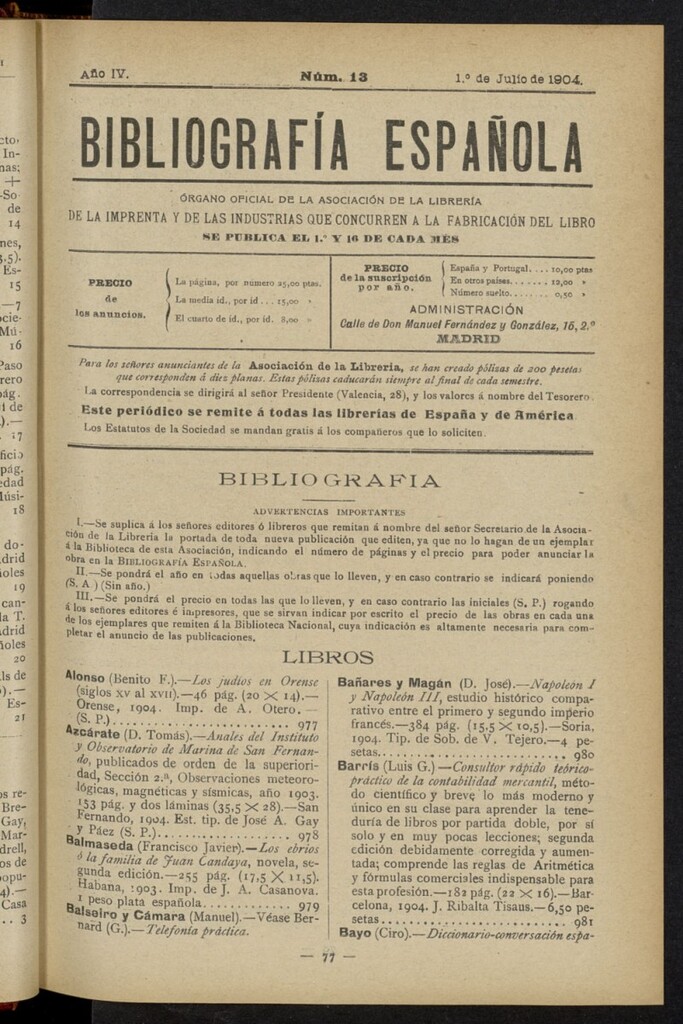 Año IV.
Núm. 13
1.º de Julio de 1904.
BIBLIOGRAFÍA ESPAÑOLA
ÓRGANO OFICIAL DE LA ASOCIACIÓN DE LA LIBRERÍA
DE LA IMPRENTA Y DE LAS INDUSTRIAS QUE CONCURREN A LA FABRICACIÓN DEL LIBRO
SE PUBLICA EL 1.º Y 16 DE CADA MÉS
PRECIO
de
los anuncios.
La página, por número 25,00 ptas.
La media id., por id ... 15,00 »
El cuarto de id., por id. 8,00 »
PRECIO
de la suscripción
por año.
España y Portugal.... 10,00 ptas
En otros países....... 12,00 »
Número suelto........ 0,50 »
ADMINISTRACIÓN
Calle de Don Manuel Fernández y González, 16, 2.º
MADRID
Para los señores anunciantes de la Asociación de la Libreria, se han creado pólizas de 200 pesetas
que corresponden á diez planas. Estas pólizas caducarán siempre al final de cada semestre.
La correspondencia se dirigirá al señor Presidente (Valencia, 28), y los valores á nombre del Tesorero
Este periódico se remite á todas las librerias de España y de América
Los Estatutos de la Sociedad se mandan gratis á los compañeros que lo soliciten.
BIBLIOGRAFIA
ADVERTENCIAS IMPORTANTES
I.—Se suplica á los señores editores ó libreros que remitan á nombre del señor Secretario de la Asocia-
ción de la Librería la portada de toda nueva publicación que editen, ya que no lo hagan de un ejemplar
á la Biblioteca de esta Asociación, indicando el número de páginas y el precio para poder anunciar la
obra en la BIBLIOGRAFÍA ESPAÑOLA.
II.—Se pondrá el año en todas aquellas obras que lo lleven, y en caso contrario se indicará poniendo
(S. A.) (Sin año.)
III.—Se pondrá el precio en todas las que lo lleven, y en caso contrario las iniciales (S. P.) rogando
á los señores editores é impresores, que se sirvan indicar por escrito el precio de las obras en cada una
de los ejemplares que remiten á la Biblioteca Nacional, cuya indicación es altamente necesaria para com-
pletar el anuncio de las publicaciones.
LIBROS
Alonso (Benito F.).—Los judíos en Orense
(siglos XV al XVII).—46 pág. (20 × 14).—
Orense, 1904. Imp. de A. Otero.—
(S. P.)........................ 977
Azcárate (D. Tomás).—Anales del Instituto
y Observatorio de Marina de San Fernan-
do, publicados de orden de la superiori-
dad, Sección 2.ª, Observaciones meteoro-
lógicas, magnéticas y sísmicas, año 1903.
153 pág. y dos láminas (35,5 × 28).—San
Fernando, 1904. Est. tip. de José A. Gay
y Páez (S. P.).................. 978
Balmaseda (Francisco Javier).—Los ebrios
ó la familia de Juan Candaya, novela, se-
gunda edición.—255 pág. (17,5 × 11,5).
Habana, 1903. Imp. de J. A. Casanova.
1 peso plata española............ 979
Balseiro y Cámara (Manuel).—Véase Ber-
nard (G.).—Telefonía práctica.
Bañares y Magán (D. José).—Napoleón I
y Napoleón III, estudio histórico compa-
rativo entre el primero y segundo imperio
francés.—384 pág. (15,5 × 10,5).—Soria,
1904. Tip. de Sob. de V. Tejero.—4 pe-
setas........................ 980
Barrís (Luis G.)—Consultor rápido teórico-
práctico de la contabilidad mercantil, méto-
do científico y breve lo más moderno y
único en su clase para aprender la tene-
duría de libros por partida doble, por sí
solo y en muy pocas lecciones; segunda
edición debidamente corregida y aumen-
tada; comprende las reglas de Aritmética
y fórmulas comerciales indispensable para
esta profesión.—182 pág. (22 × 16).—Bar-
celona, 1904. J. Ribalta Tisaus.—6,50 pe-
setas........................ 981
Bayo (Ciro).—Diccionario-conversación espa-
— 77 —